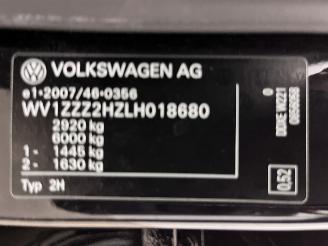 VOLKSWAGEN AG
e1*2007/46*0356
WV1ZZZ2HZLH018680
2920 kg
6000 kg
1 - 1445 kg
2 - 1630 kg
Typ 2H
0,52
0